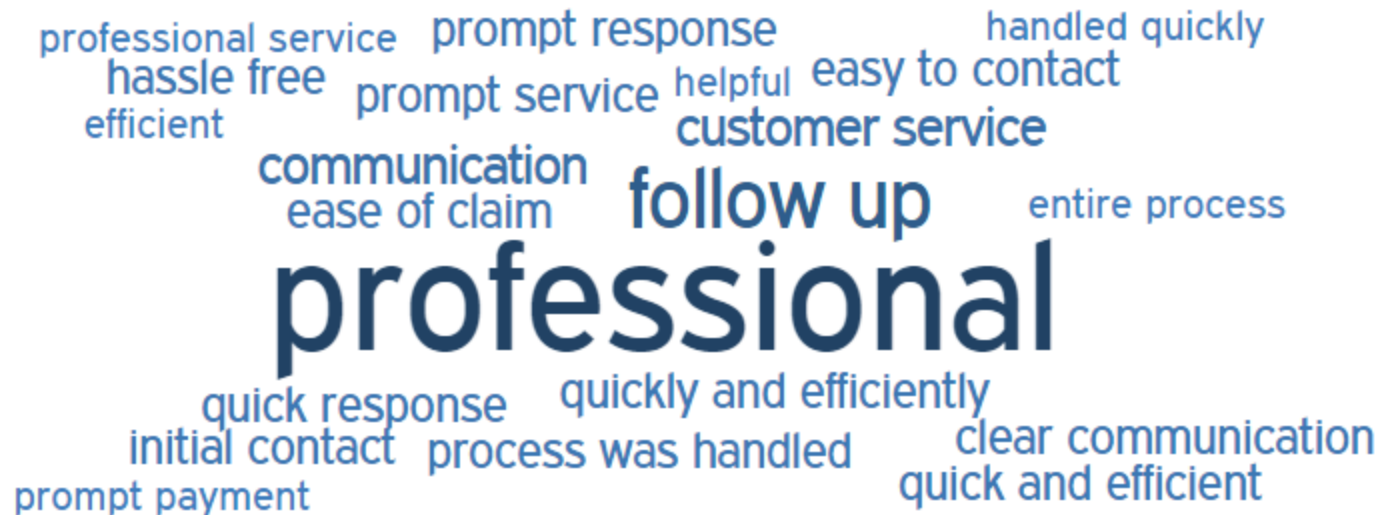 professional service
prompt response
handled quickly
hassle free
prompt service
helpful
easy to contact
efficient
customer service
communication
follow up
ease of claim
entire process
professional
quick response
quickly and efficiently
initial contact
process was handled
clear communication
quick and efficient
prompt payment